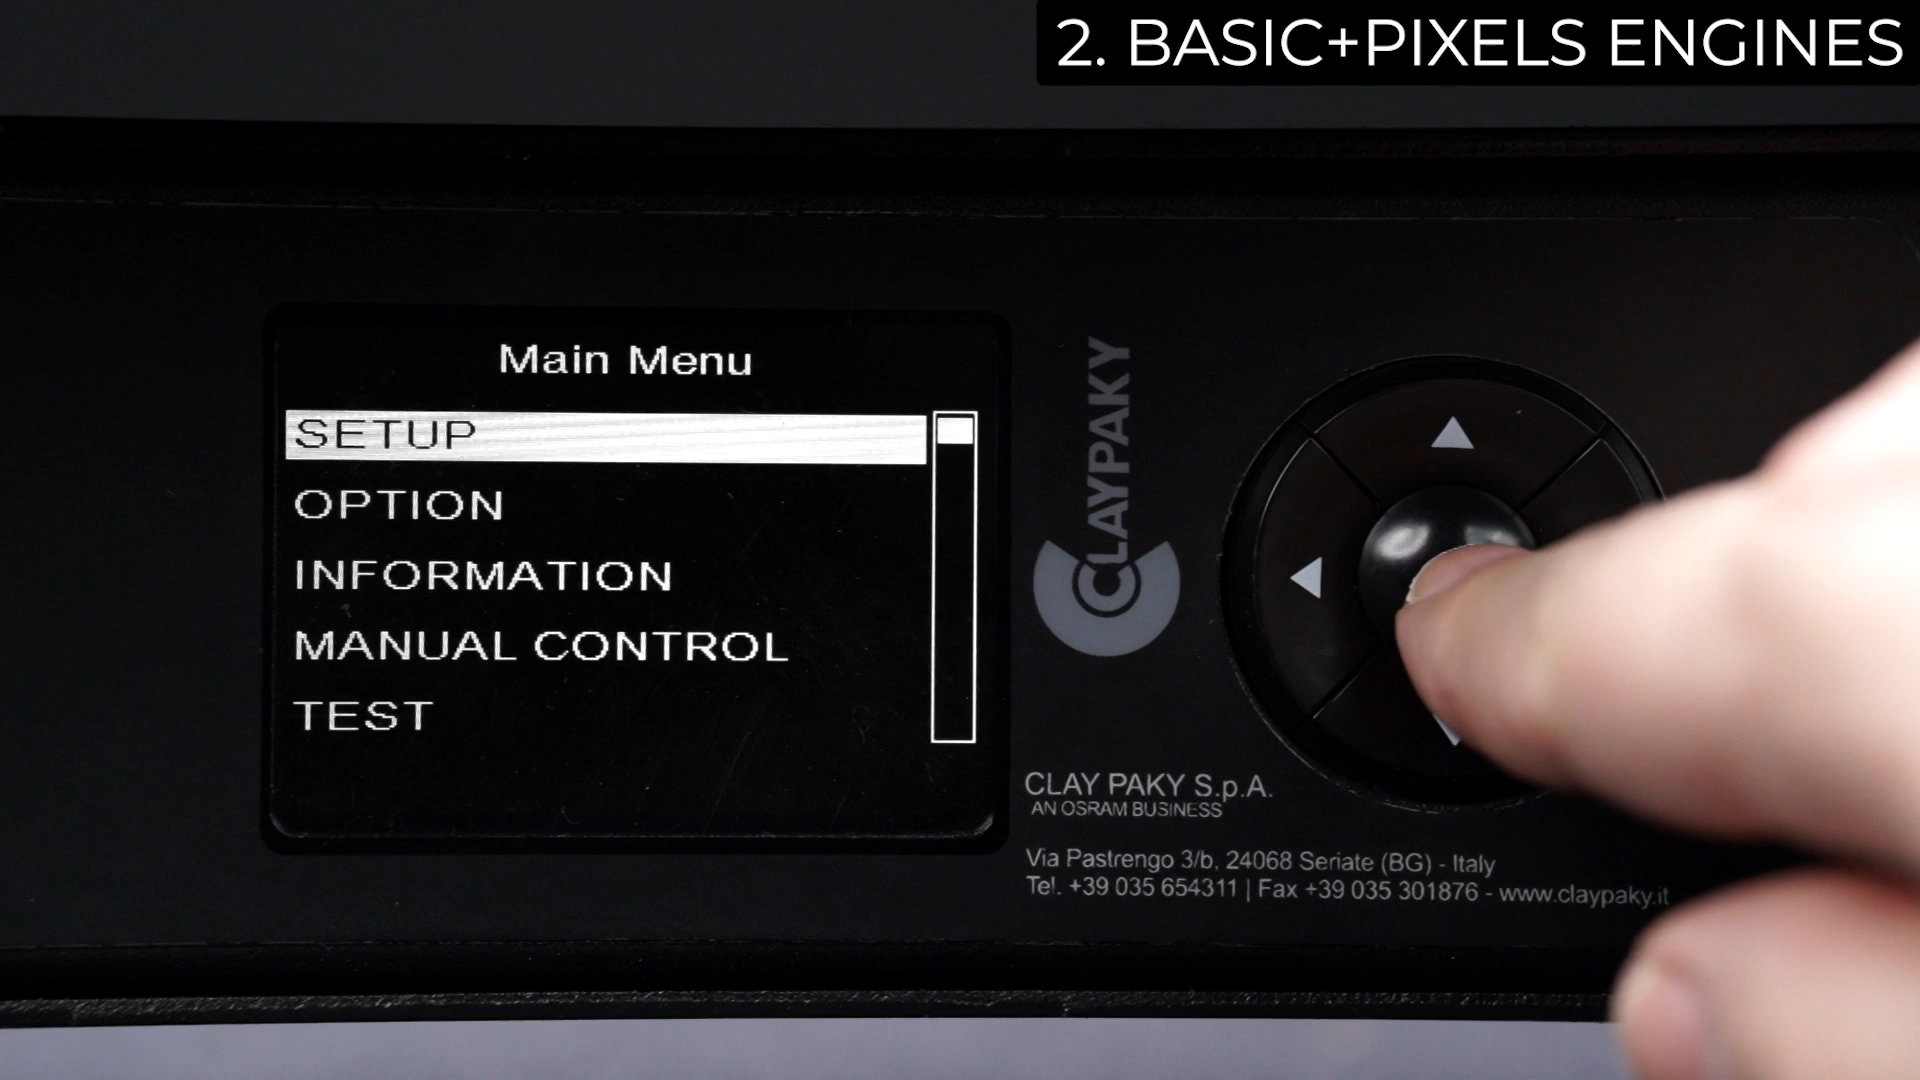 2. BASIC+PIXELS ENGINES
Main Menu
SETUP
OPTION
INFORMATION
MANUAL CONTROL
TEST
CLAYPAKY
CLAY PAKY S.p.A.
AN OSRAM BUSINESS
Via Pastrengo 3/b, 24068 Seriate (BG) - Italy
Tel. +39 035 654311 | Fax +39 035 301876 - www.claypaky.it